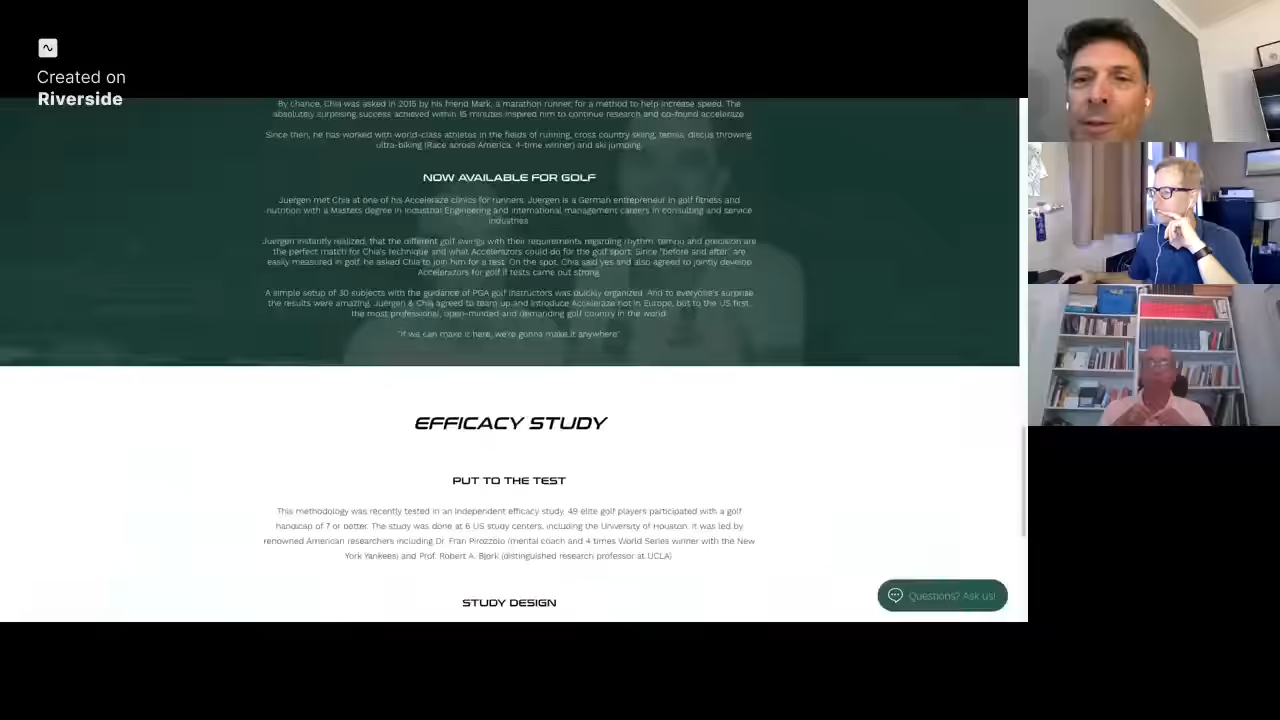 Created on
Riverside
By chance, Chia was asked in 2015 by his friend Mark, a marathon runner, for a method to help increase speed. The
absolutely surprising success achieved within 15 minutes inspired him to continue research and co-found acceleraze
Since then, he has worked with world-class athletes in the fields of running, cross country skiing, tennis, discus throwing
ultra-biking (Race across America, 4-time winner) and ski jumping.
NOW AVAILABLE FOR GOLF
Juergen met Chia at one of his Acceleraze clinics for runners. Juergen is a German entrepreneur in golf fitness and
nutrition with a Masters degree in Industrial Engineering and international management careers in consulting and service
industries
Juergen instantly realized, that the different golf swings with their requirements regarding rhythm, tempo and precision are
the perfect match for Chia's technique and what Accelerators could do for the golf sport. Since "before and after" are
easily measured in golf, he asked Chia to join him for a test. On the spot, Chia said yes and also agreed to jointly develop
Accelerators for golf if tests came out strong.
A simple setup of 30 subjects with the guidance of PGA golf instructors was quickly organized. And to everyone's surprise
the results were amazing. Juergen & Chia agreed to team up and introduce Acceleraze not in Europe, but to the US first,
the most professional, open-minded and demanding golf country in the world.
"If we can make it here, we're gonna make it anywhere"
EFFICACY STUDY
PUT TO THE TEST
This methodology was recently tested in an independent efficacy study. 49 elite golf players participated with a golf
handicap of 7 or better. The study was done at 6 US study centers, including the University of Houston. It was led by
renowned American researchers including Dr. Fran Pirozzolo (mental coach and 4 times World Series winner with the New
York Yankees) and Prof. Robert A. Bjork (distinguished research professor at UCLA)
STUDY DESIGN
Questions? Ask us!